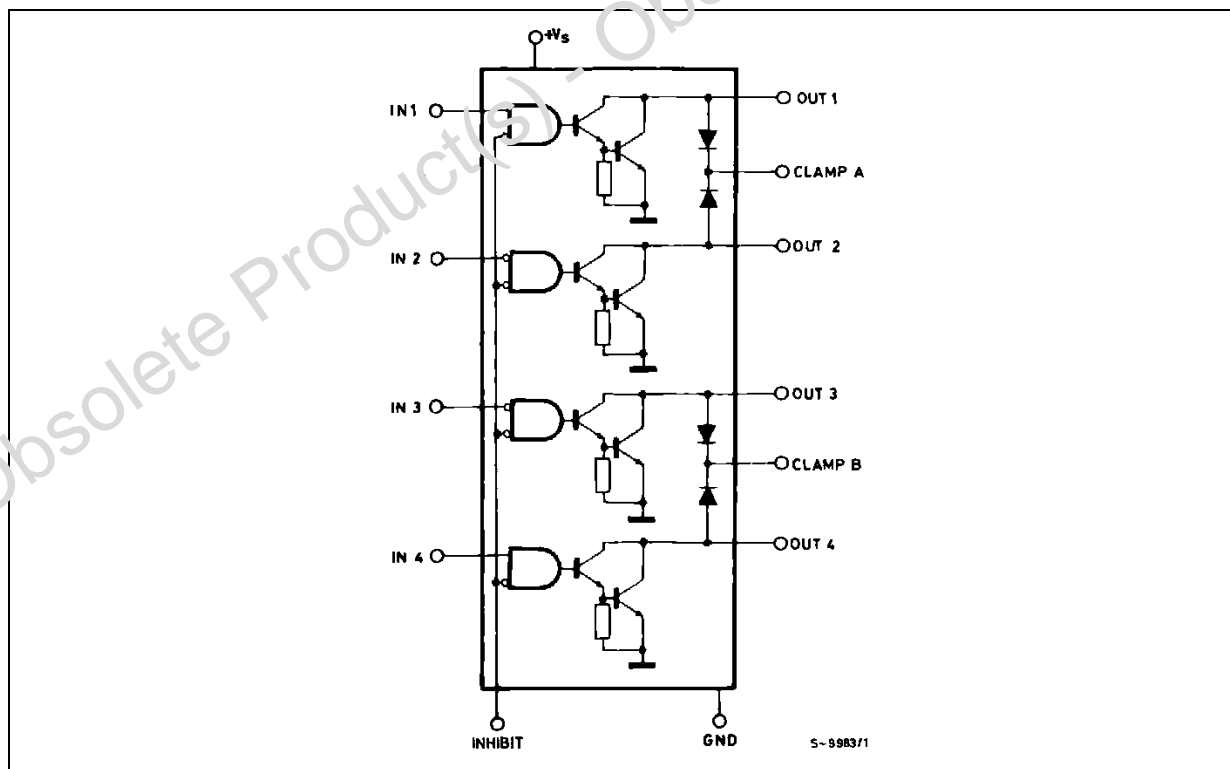 Obsolete Product(s) - Obs
+Vs
IN 1
OUT 1
CLAMP A
IN 2
OUT 2
IN 3
OUT 3
CLAMP B
IN 4
OUT 4
INHIBIT
GND
S-9983/1